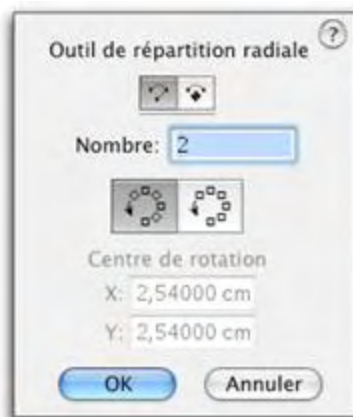 ?
Outil de répartition radiale
Nombre: 2
Centre de rotation
X: 2,54000 cm
Y: 2,54000 cm
OK Annuler